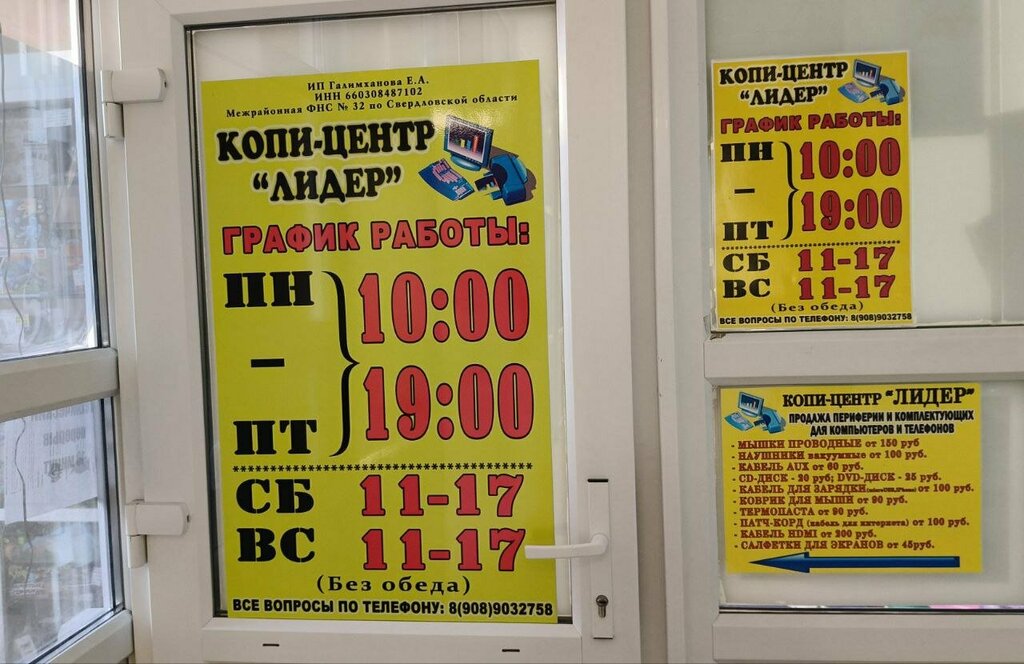 ИП Галимханова Е.А.
ИНН 660308487102
Межрайонная ФНС № 32 по Свердловской области
КОПИ-ЦЕНТР
"ЛИДЕР"
ГРАФИК РАБОТЫ:
ПН
10:00
–
19:00
ПТ
СБ 11-17
ВС 11-17
(Без обеда)
ВСЕ ВОПРОСЫ ПО ТЕЛЕФОНУ: 8(908)9032758
КОПИ-ЦЕНТР
"ЛИДЕР"
ГРАФИК РАБОТЫ:
ПН 10:00
–
19:00
ПТ
СБ 11-17
ВС 11-17
(Без обеда)
ВСЕ ВОПРОСЫ ПО ТЕЛЕФОНУ: 8(908)9032758
КОПИ-ЦЕНТР "ЛИДЕР"
ПРОДАЖА ПЕРИФЕРИИ И КОМПЛЕКТУЮЩИХ
ДЛЯ КОМПЬЮТЕРОВ И ТЕЛЕФОНОВ
- МЫШКИ ПРОВОДНЫЕ от 150 руб
- НАУШНИКИ вакуумные от 100 руб.
- КАБЕЛЬ AUX от 60 руб.
- CD-ДИСК - 20 руб; DVD-ДИСК - 25 руб.
- КАБЕЛЬ ДЛЯ ЗАРЯДКИ(microUSB,iPhone) от 100 руб.
- КОВРИК ДЛЯ МЫШИ от 90 руб.
- ТЕРМОПАСТА от 90 руб.
- ПАТЧ-КОРД (кабель для интернета) от 100 руб.
- КАБЕЛЬ HDMI от 200 руб.
- САЛФЕТКИ ДЛЯ ЭКРАНОВ от 45руб.